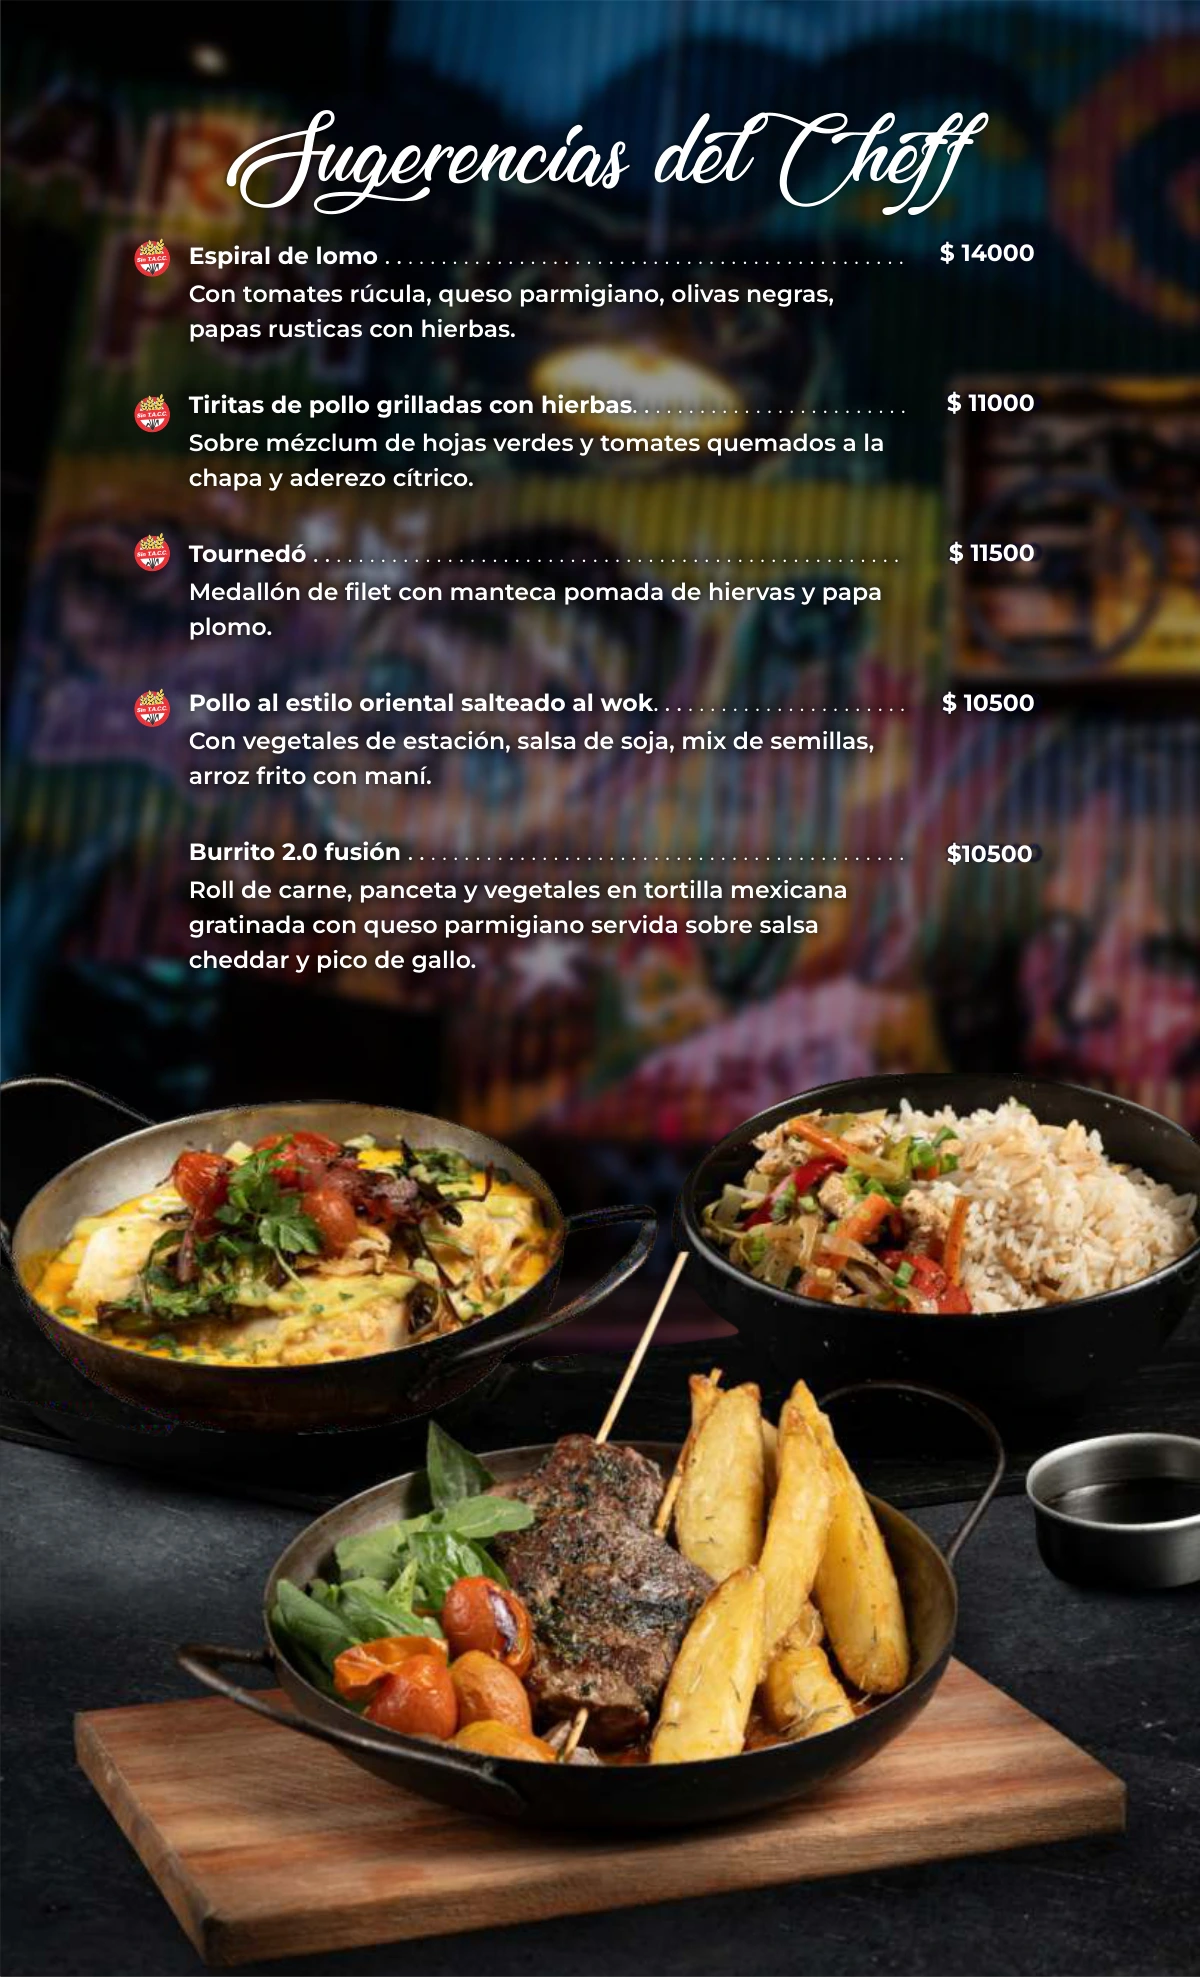 Sugerencias del Cheff
Sin T.A.C.C.
Espiral de lomo ................................................ $ 14000
Con tomates rúcula, queso parmigiano, olivas negras,
papas rusticas con hierbas.
Sin T.A.C.C.
Tiritas de pollo grilladas con hierbas......................... $ 11000
Sobre mézclum de hojas verdes y tomates quemados a la
chapa y aderezo cítrico.
Sin T.A.C.C.
Tournedó ...................................................... $ 11500
Medallón de filet con manteca pomada de hiervas y papa
plomo.
Sin T.A.C.C.
Pollo al estilo oriental salteado al wok....................... $ 10500
Con vegetales de estación, salsa de soja, mix de semillas,
arroz frito con maní.
Burrito 2.0 fusión ............................................. $10500
Roll de carne, panceta y vegetales en tortilla mexicana
gratinada con queso parmigiano servida sobre salsa
cheddar y pico de gallo.